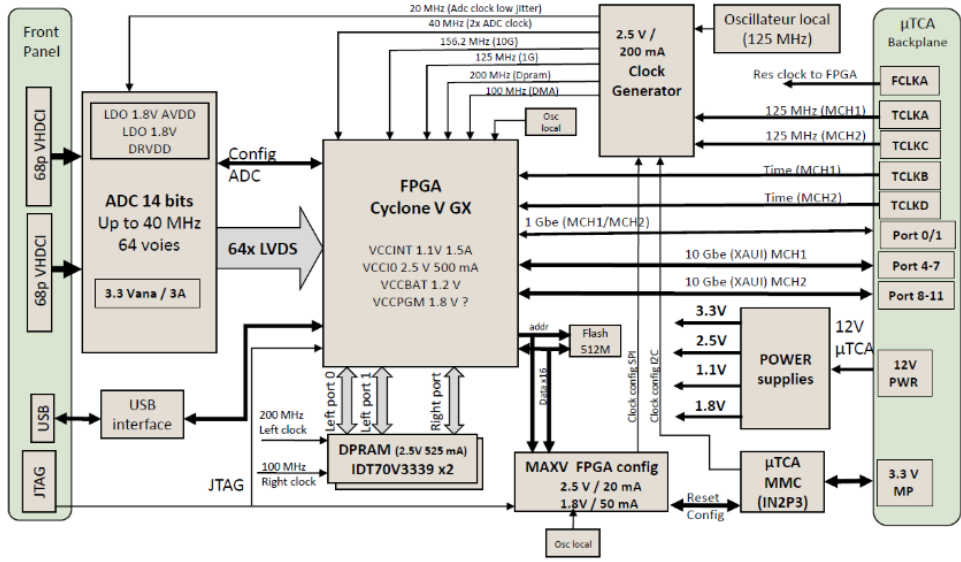 Front
Panel
68p VHDCI
68p VHDCI
USB
JTAG
LDO 1.8V AVDD
LDO 1.8V
DRVDD
ADC 14 bits
Up to 40 MHz
64 voies
3.3 Vana / 3A
20 MHz (Adc clock low jitter)
40 MHz (2x ADC clock)
156.2 MHz (10G)
125 MHz (1G)
200 MHz (Dpram)
100 MHz (DMA)
2.5 V /
200 mA
Clock
Generator
Oscillateur local
(125 MHz)
Osc
local
Config
ADC
64x LVDS
FPGA
Cyclone V GX
VCCINT 1.1V 1.5A
VCCI0 2.5 V 500 mA
VCCBAT 1.2 V
VCCPGM 1.8 V ?
µTCA
Backplane
Res clock to FPGA
FCLKA
125 MHz (MCH1)
TCLKA
125 MHz (MCH2)
TCLKC
Time (MCH1)
TCLKB
Time (MCH2)
TCLKD
1 Gbe (MCH1/MCH2)
Port 0/1
10 Gbe (XAUI) MCH1
Port 4-7
10 Gbe (XAUI) MCH2
Port 8-11
addr
Flash
512M
Data x16
Clock config SPI
Clock config I2C
3.3V
2.5V
1.1V
1.8V
POWER
supplies
12V
µTCA
12V
PWR
USB
interface
Left port 0
Left port 1
Right port
200 MHz
Left clock
100 MHz
Right clock
DPRAM (2.5V 525 mA)
IDT70V3339 x2
JTAG
MAXV FPGA config
2.5 V / 20 mA
1.8V / 50 mA
Osc local
Reset
Config
µTCA
MMC
(IN2P3)
3.3 V
MP